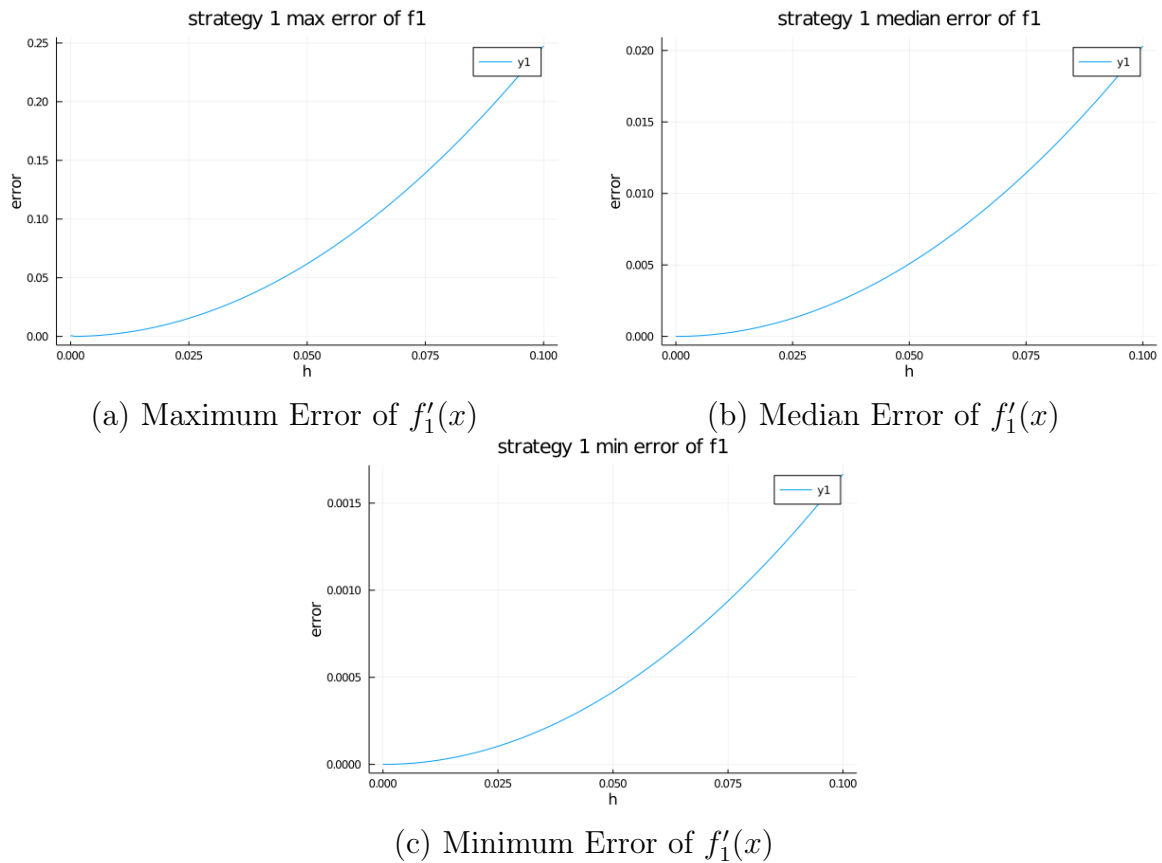 strategy 1 max error of f1
y1
0.25
0.20
0.15
0.10
0.05
0.00
error
0.000 0.025 0.050 0.075 0.100
h
(a) Maximum Error of f₁′(x)
strategy 1 median error of f1
y1
0.020
0.015
0.010
0.005
0.000
error
0.000 0.025 0.050 0.075 0.100
h
(b) Median Error of f₁′(x)
strategy 1 min error of f1
y1
0.0015
0.0010
0.0005
0.0000
error
0.000 0.025 0.050 0.075 0.100
h
(c) Minimum Error of f₁′(x)